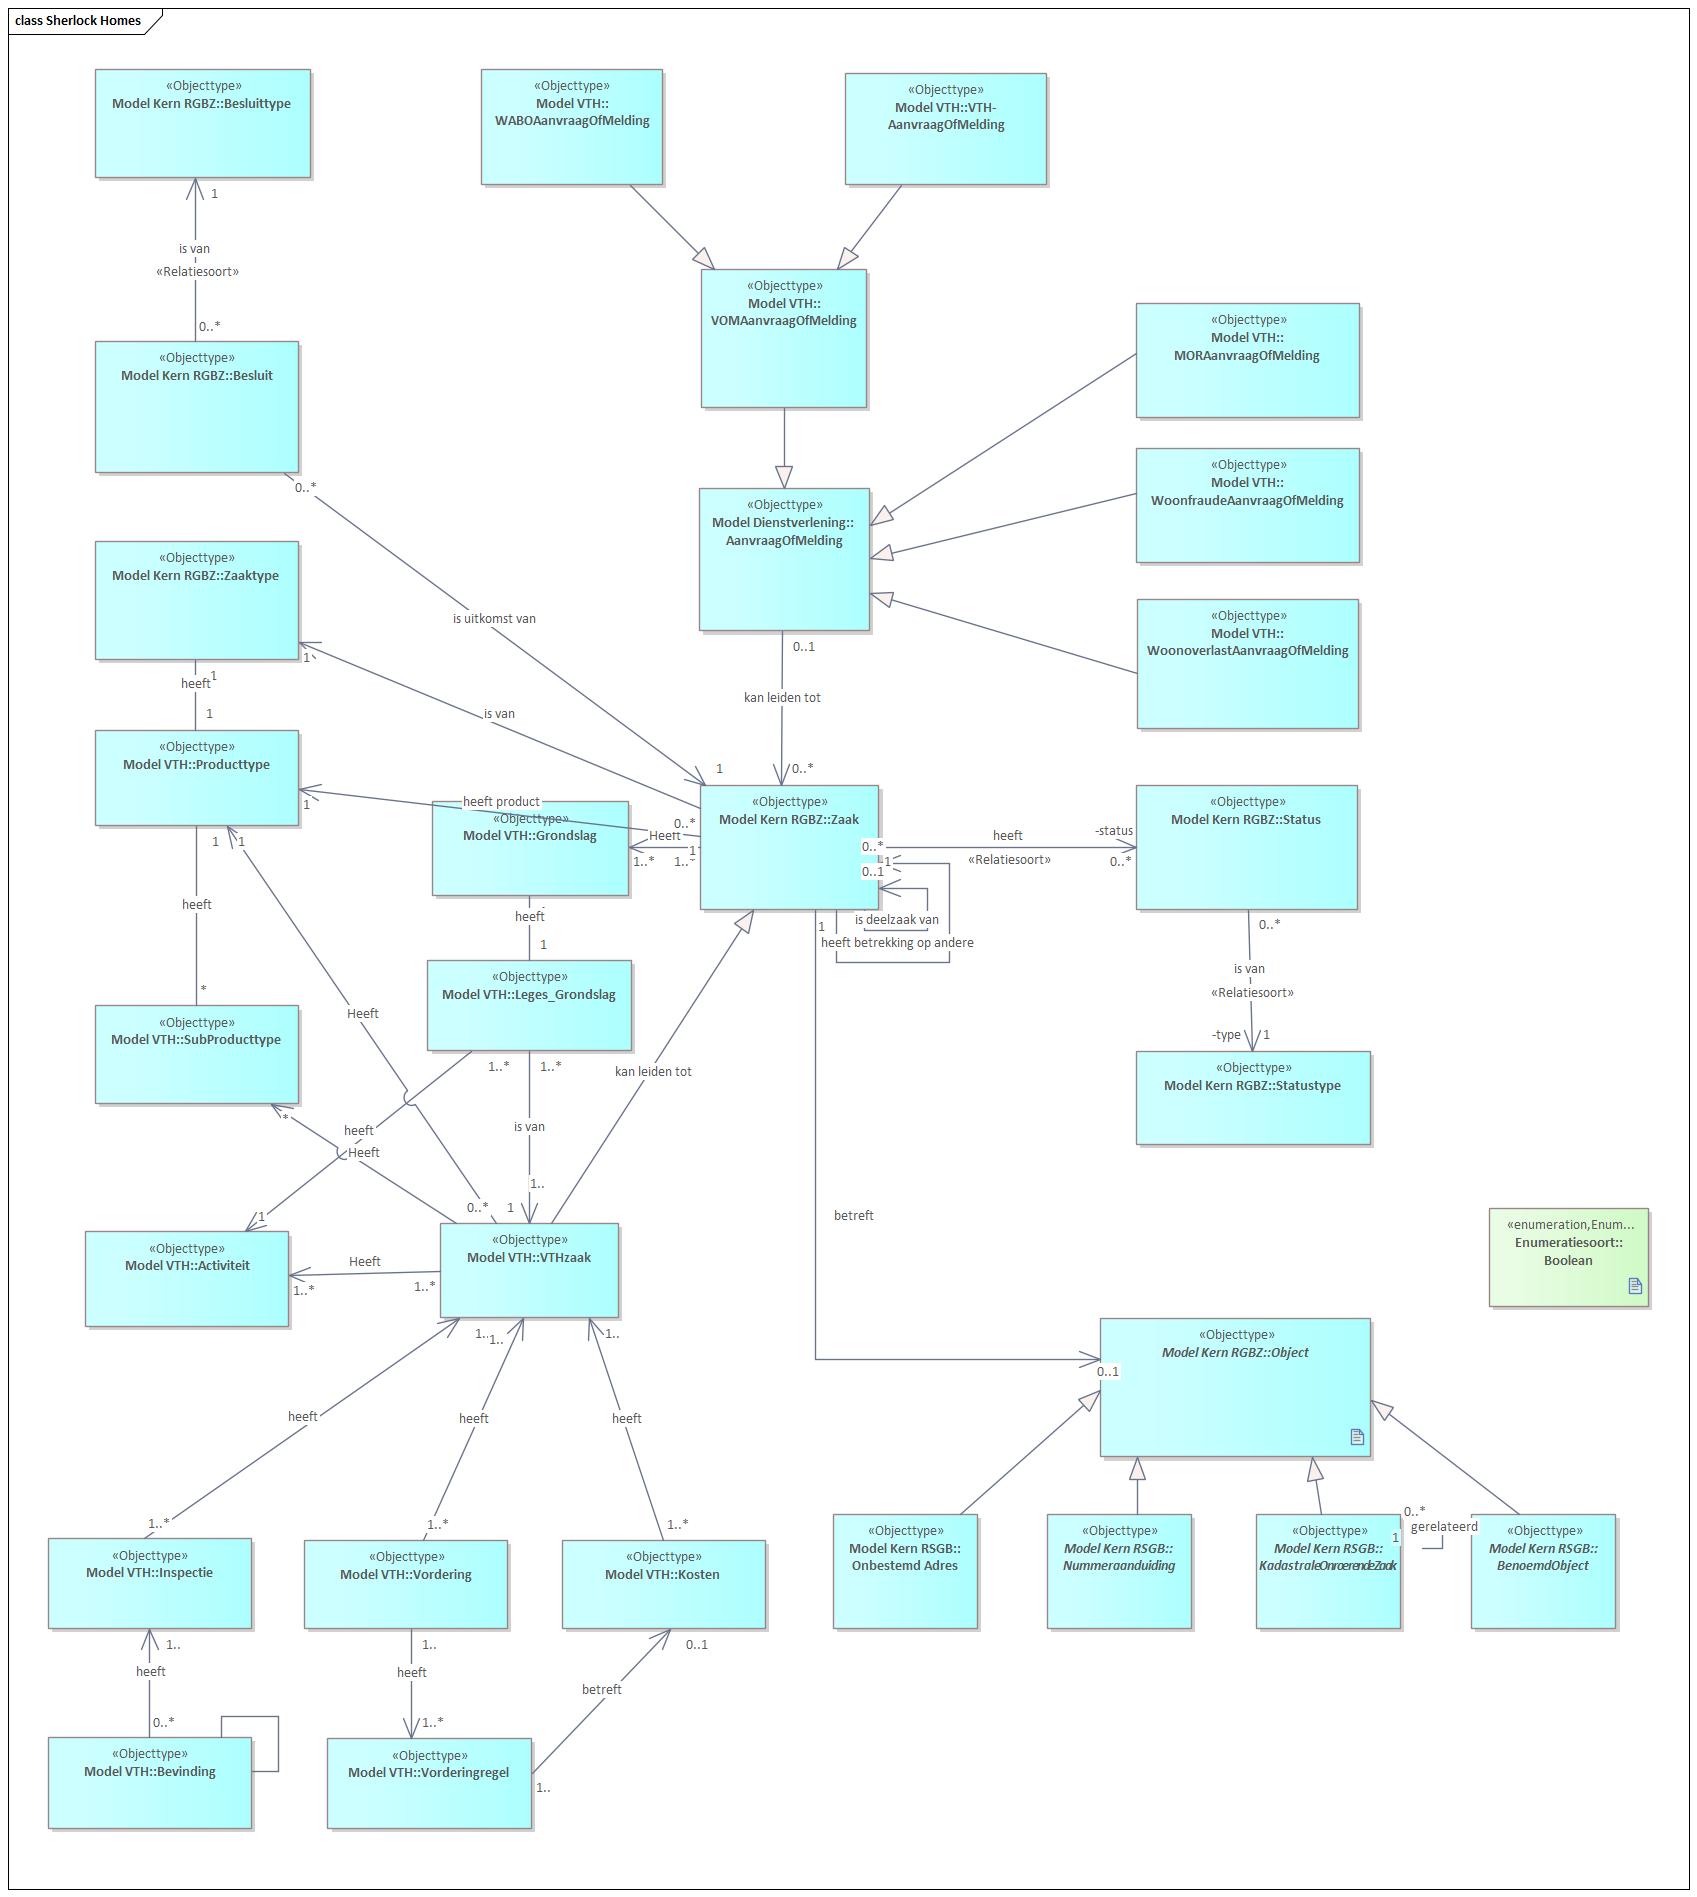 class Sherlock Homes
«Objecttype»
Model Kern RGBZ::Besluittype
«Objecttype»
Model VTH::
WABOAanvraagOfMelding
«Objecttype»
Model VTH::VTH-
AanvraagOfMelding
1
is van
«Relatiesoort»
0..*
«Objecttype»
Model VTH::
VOMAanvraagOfMelding
«Objecttype»
Model VTH::
MORAanvraagOfMelding
«Objecttype»
Model Kern RGBZ::Besluit
0..*
«Objecttype»
Model VTH::
WoonfraudeAanvraagOfMelding
«Objecttype»
Model Dienstverlening::
AanvraagOfMelding
«Objecttype»
Model Kern RGBZ::Zaaktype
«Objecttype»
Model VTH::
WoonoverlastAanvraagOfMelding
is uitkomst van
0..1
1
1
heeft
1
is van
kan leiden tot
«Objecttype»
Model VTH::Producttype
1
0..*
1
heeft product
«Objecttype»
Model VTH::Grondslag
0..*
Heeft
1
1..*
«Objecttype»
Model Kern RGBZ::Zaak
0..*
1
0..1
heeft
«Relatiesoort»
-status
0..*
«Objecttype»
Model Kern RGBZ::Status
1
1
heeft
heeft
1
is deelzaak van
1
heeft betrekking op andere
0..*
is van
«Relatiesoort»
-type
1
*
«Objecttype»
Model VTH::Leges_Grondslag
«Objecttype»
Model VTH::SubProducttype
Heeft
*
1..*
1..*
kan leiden tot
«Objecttype»
Model Kern RGBZ::Statustype
heeft
Heeft
is van
1..
0..*
1
1
betreft
«Objecttype»
Model VTH::Activiteit
Heeft
1..*
1..*
«Objecttype»
Model VTH::VTHzaak
«enumeration,Enum...
Enumeratiesoort::
Boolean
1..
1..
1..
«Objecttype»
Model Kern RGBZ::Object
0..1
heeft
heeft
heeft
1..*
1..*
1..*
«Objecttype»
Model VTH::Inspectie
«Objecttype»
Model VTH::Vordering
«Objecttype»
Model VTH::Kosten
«Objecttype»
Model Kern RSGB::
Onbestemd Adres
«Objecttype»
Model Kern RSGB::
Nummeraanduiding
«Objecttype»
Model Kern RSGB::
KadastraleOnroerendeZaak
0..*
gerelateerd
1
«Objecttype»
Model Kern RSGB::
BenoemdObject
1..
heeft
0..*
1..
heeft
1..*
0..1
betreft
1..
«Objecttype»
Model VTH::Bevinding
«Objecttype»
Model VTH::Vorderingregel